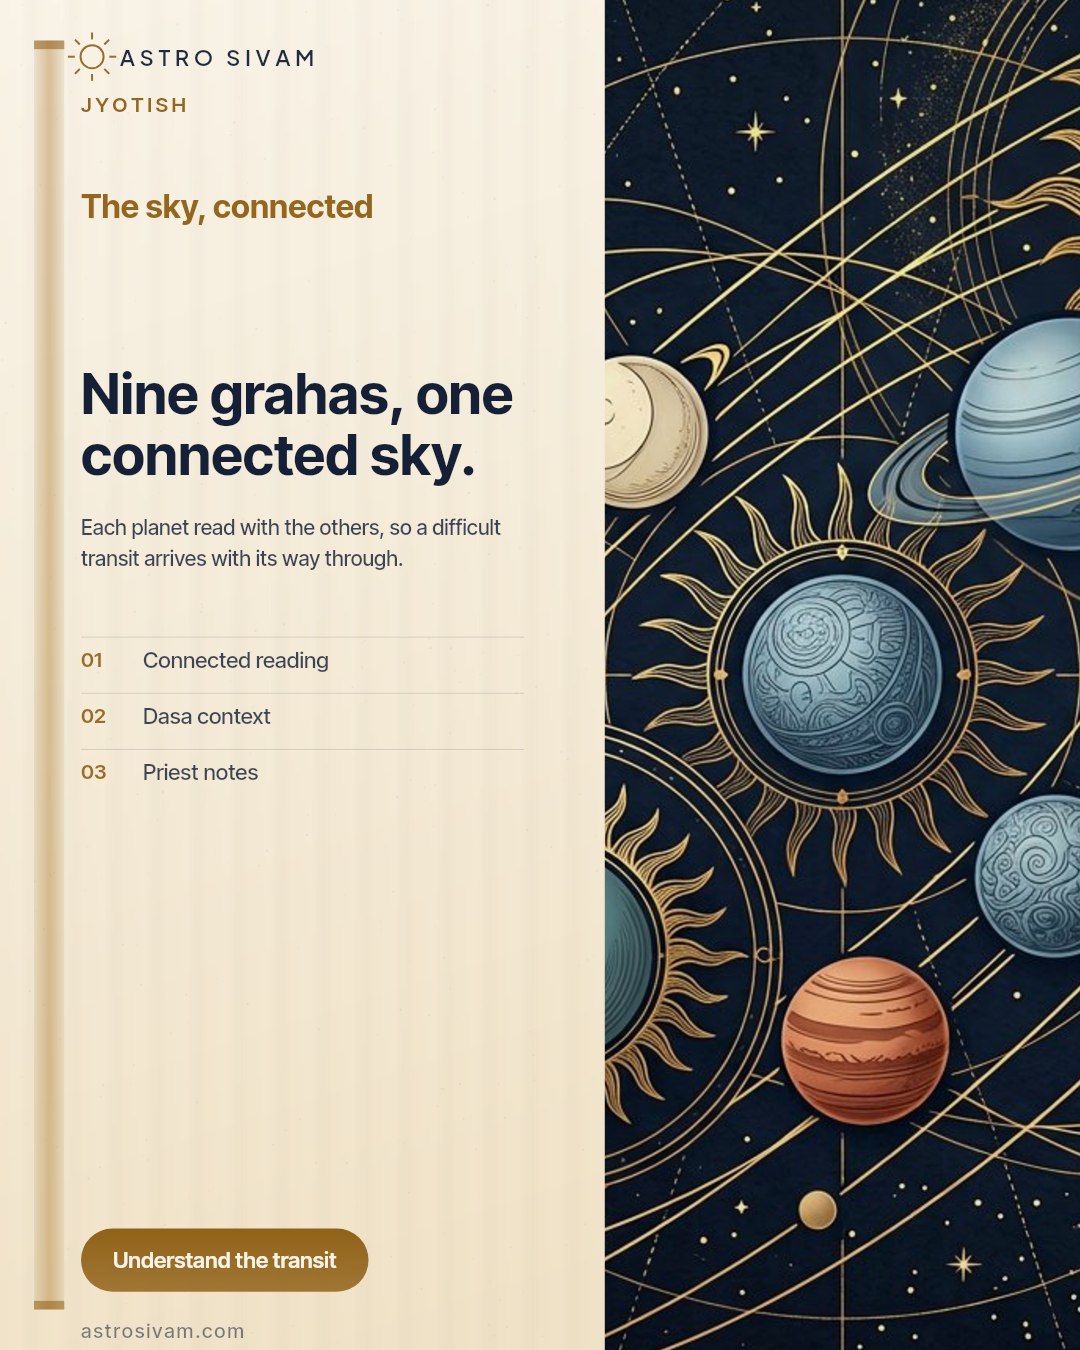 ASTRO SIVAM
JYOTISH
The sky, connected
Nine grahas, one
connected sky.
Each planet read with the others, so a difficult
transit arrives with its way through.
01 Connected reading
02 Dasa context
03 Priest notes
Understand the transit
astrosivam.com